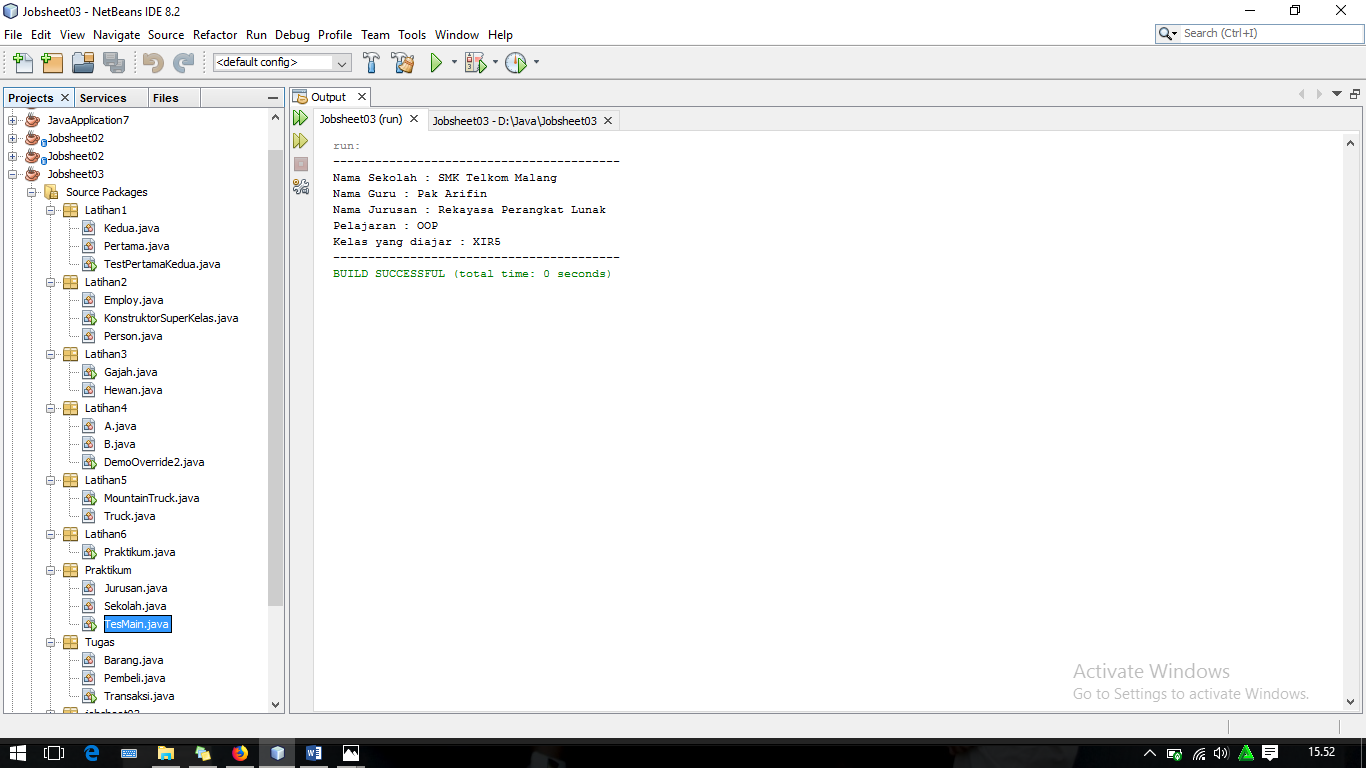 Jobsheet03 - NetBeans IDE 8.2
File Edit View Navigate Source Refactor Run Debug Profile Team Tools Window Help
Search (Ctrl+I)
<default config>
Projects Services Files
JavaApplication7
Jobsheet02
Jobsheet02
Jobsheet03
Source Packages
Latihan1
Kedua.java
Pertama.java
TestPertamaKedua.java
Latihan2
Employ.java
KonstruktorSuperKelas.java
Person.java
Latihan3
Gajah.java
Hewan.java
Latihan4
A.java
B.java
DemoOverride2.java
Latihan5
MountainTruck.java
Truck.java
Latihan6
Praktikum.java
Praktikum
Jurusan.java
Sekolah.java
TesMain.java
Tugas
Barang.java
Pembeli.java
Transaksi.java
Output
Jobsheet03 (run) Jobsheet03 - D:\Java\Jobsheet03
run:
-----------------------------------------
Nama Sekolah : SMK Telkom Malang
Nama Guru : Pak Arifin
Nama Jurusan : Rekayasa Perangkat Lunak
Pelajaran : OOP
Kelas yang diajar : XIR5
-----------------------------------------
BUILD SUCCESSFUL (total time: 0 seconds)
Activate Windows
Go to Settings to activate Windows.
15.52